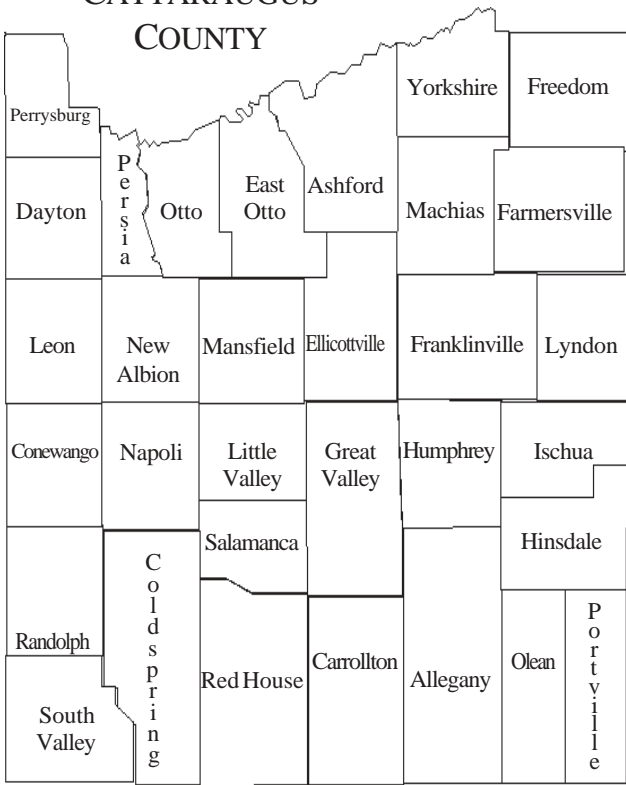 CATTARAUGUS
COUNTY
Yorkshire
Freedom
Perrysburg
Persia
Dayton
Otto
East
Otto
Ashford
Machias
Farmersville
Leon
New
Albion
Mansfield
Ellicottville
Franklinville
Lyndon
Conewango
Napoli
Little
Valley
Great
Valley
Humphrey
Ischua
Salamanca
Hinsdale
Coldspring
Randolph
Red House
Carrollton
Allegany
Olean
Portville
South
Valley